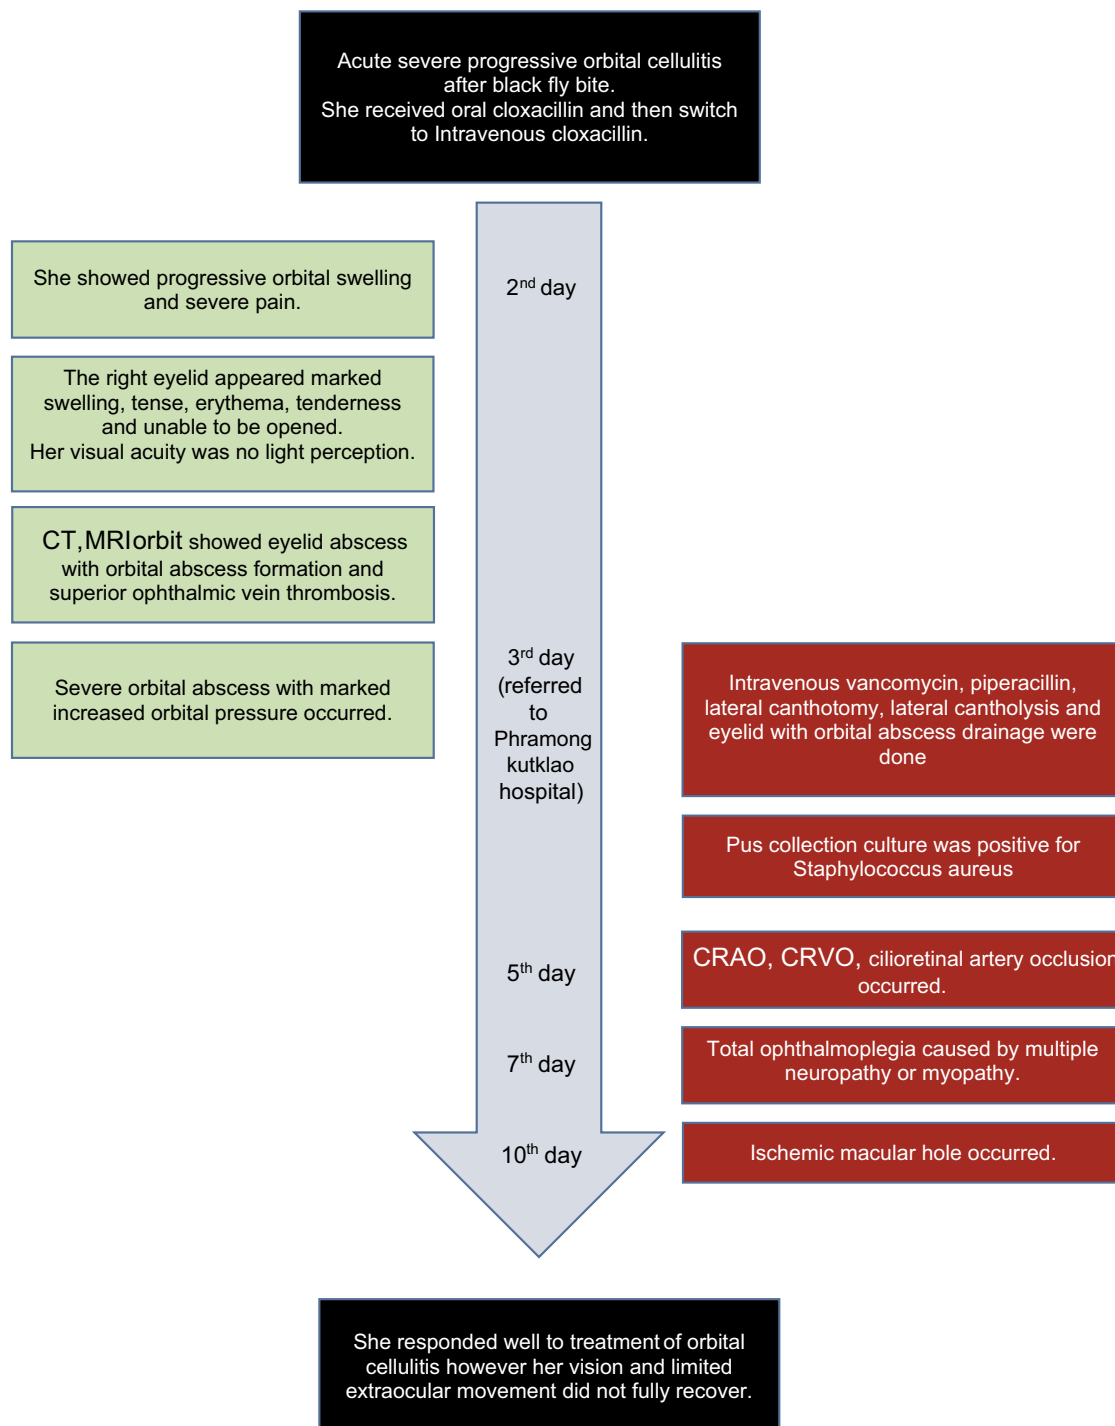 Acute severe progressive orbital cellulitis
after black fly bite.
She received oral cloxacillin and then switch
to Intravenous cloxacillin.
She showed progressive orbital swelling
and severe pain.
2nd day
The right eyelid appeared marked
swelling, tense, erythema, tenderness
and unable to be opened.
Her visual acuity was no light perception.
CT,MRIorbit showed eyelid abscess
with orbital abscess formation and
superior ophthalmic vein thrombosis.
Severe orbital abscess with marked
increased orbital pressure occurred.
3rd day
(referred
to
Phramong
kutklao
hospital)
Intravenous vancomycin, piperacillin,
lateral canthotomy, lateral cantholysis and
eyelid with orbital abscess drainage were
done
Pus collection culture was positive for
Staphylococcus aureus
5th day
CRAO, CRVO, cilioretinal artery occlusion
occurred.
7th day
Total ophthalmoplegia caused by multiple
neuropathy or myopathy.
10th day
Ischemic macular hole occurred.
She responded well to treatment of orbital
cellulitis however her vision and limited
extraocular movement did not fully recover.